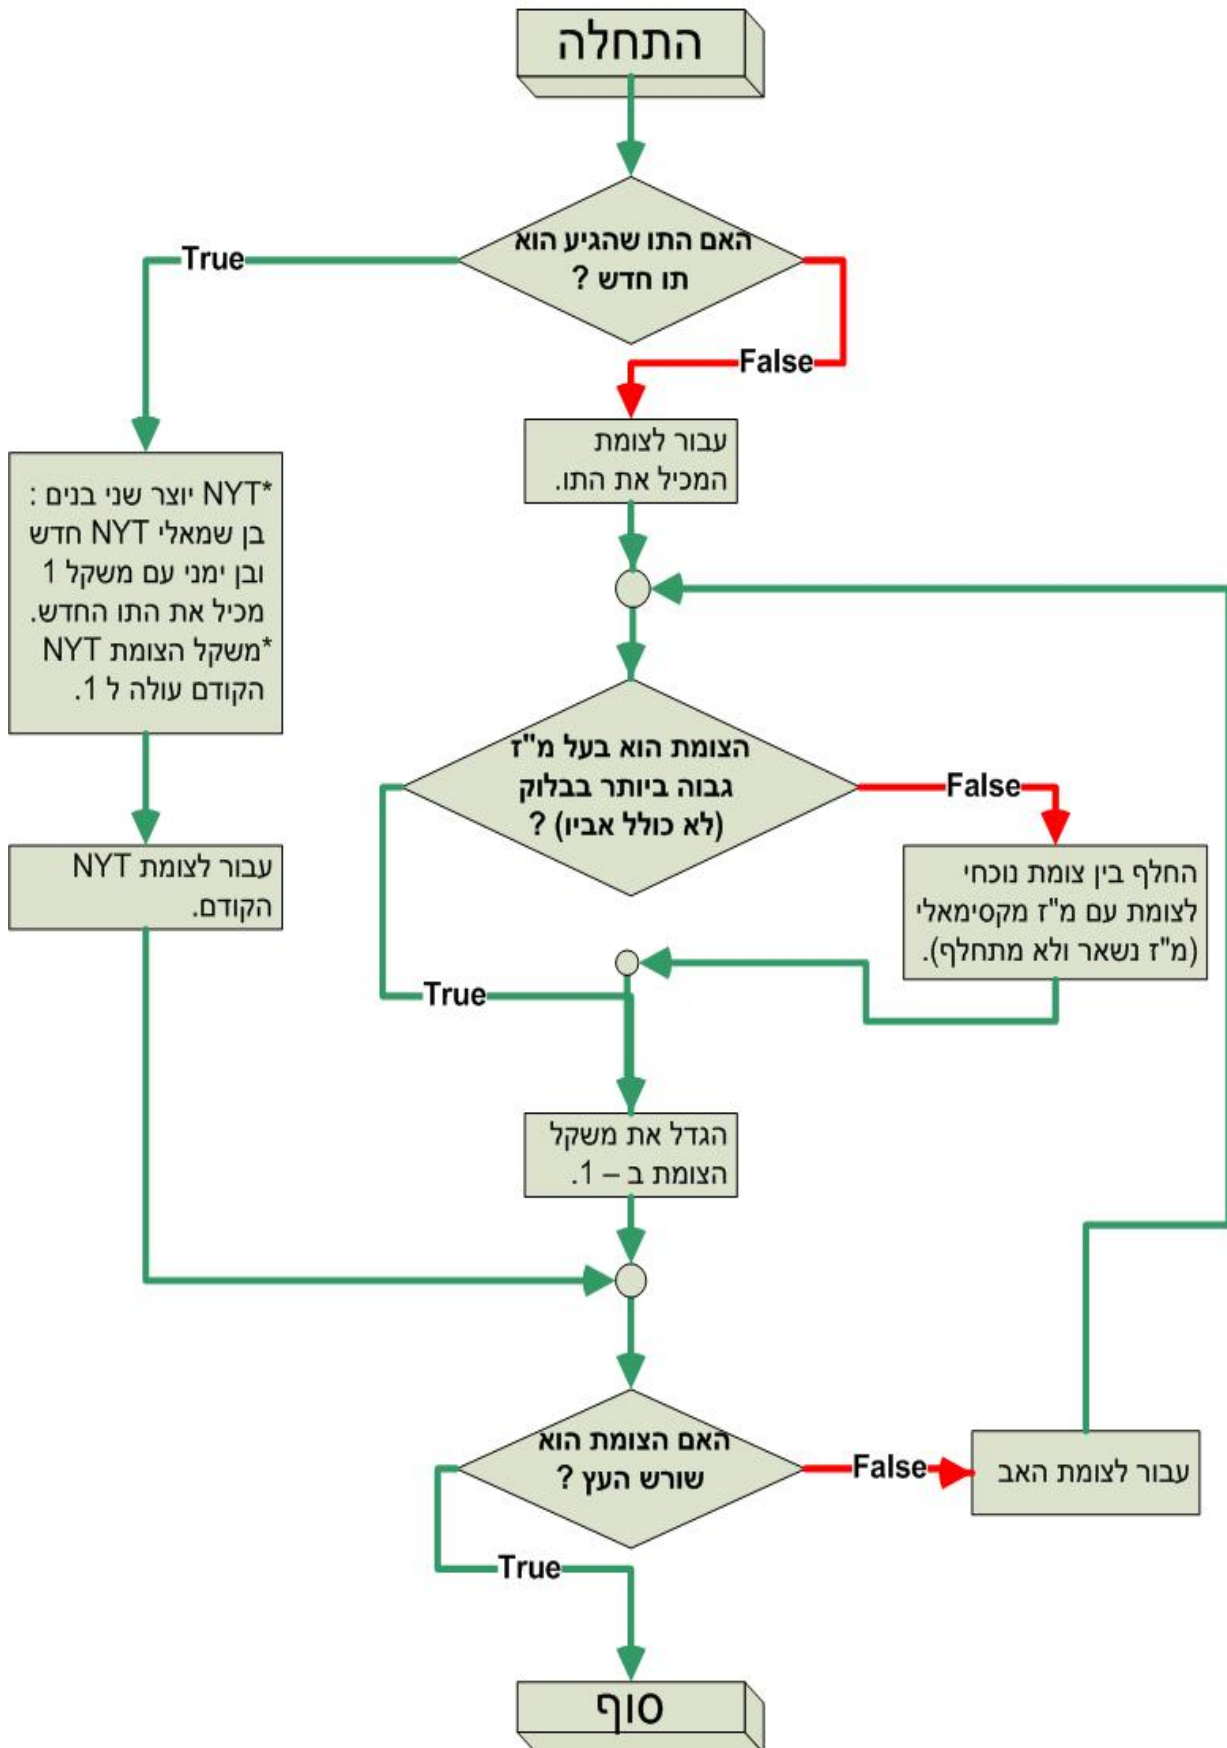 התחלה
האם התו שהגיע הוא
תו חדש ?
True
False
עבור לצומת
המכיל את התו.
*NYT יוצר שני בנים :
בן שמאלי NYT חדש
ובן ימני עם משקל 1
מכיל את התו החדש.
*משקל הצומת NYT
הקודם עולה ל 1.
עבור לצומת NYT
הקודם.
הצומת הוא בעל מ"ז
גבוה ביותר בבלוק
(לא כולל אביו) ?
False
החלף בין צומת נוכחי
לצומת עם מ"ז מקסימאלי
(מ"ז נשאר ולא מתחלף).
True
הגדל את משקל
הצומת ב – 1.
האם הצומת הוא
שורש העץ ?
False
עבור לצומת האב
True
סוף